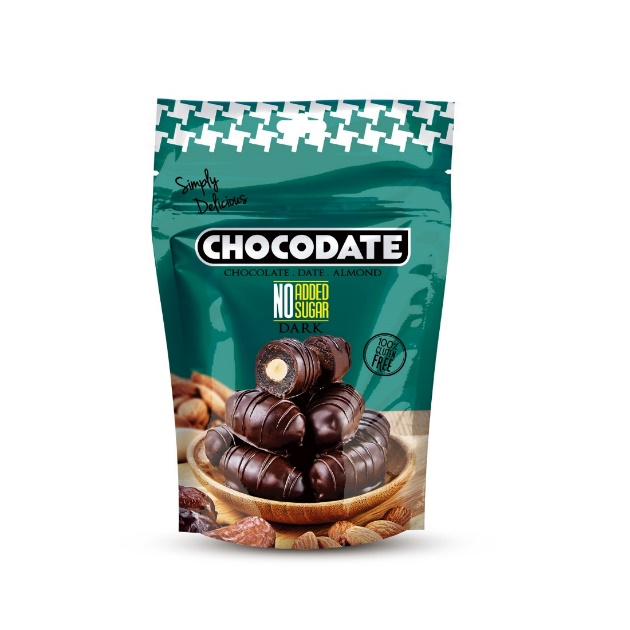 Simply
Delicious
CHOCODATE
CHOCOLATE . DATE . ALMOND
NO ADDED
SUGAR
DARK
100%
GLUTEN
FREE